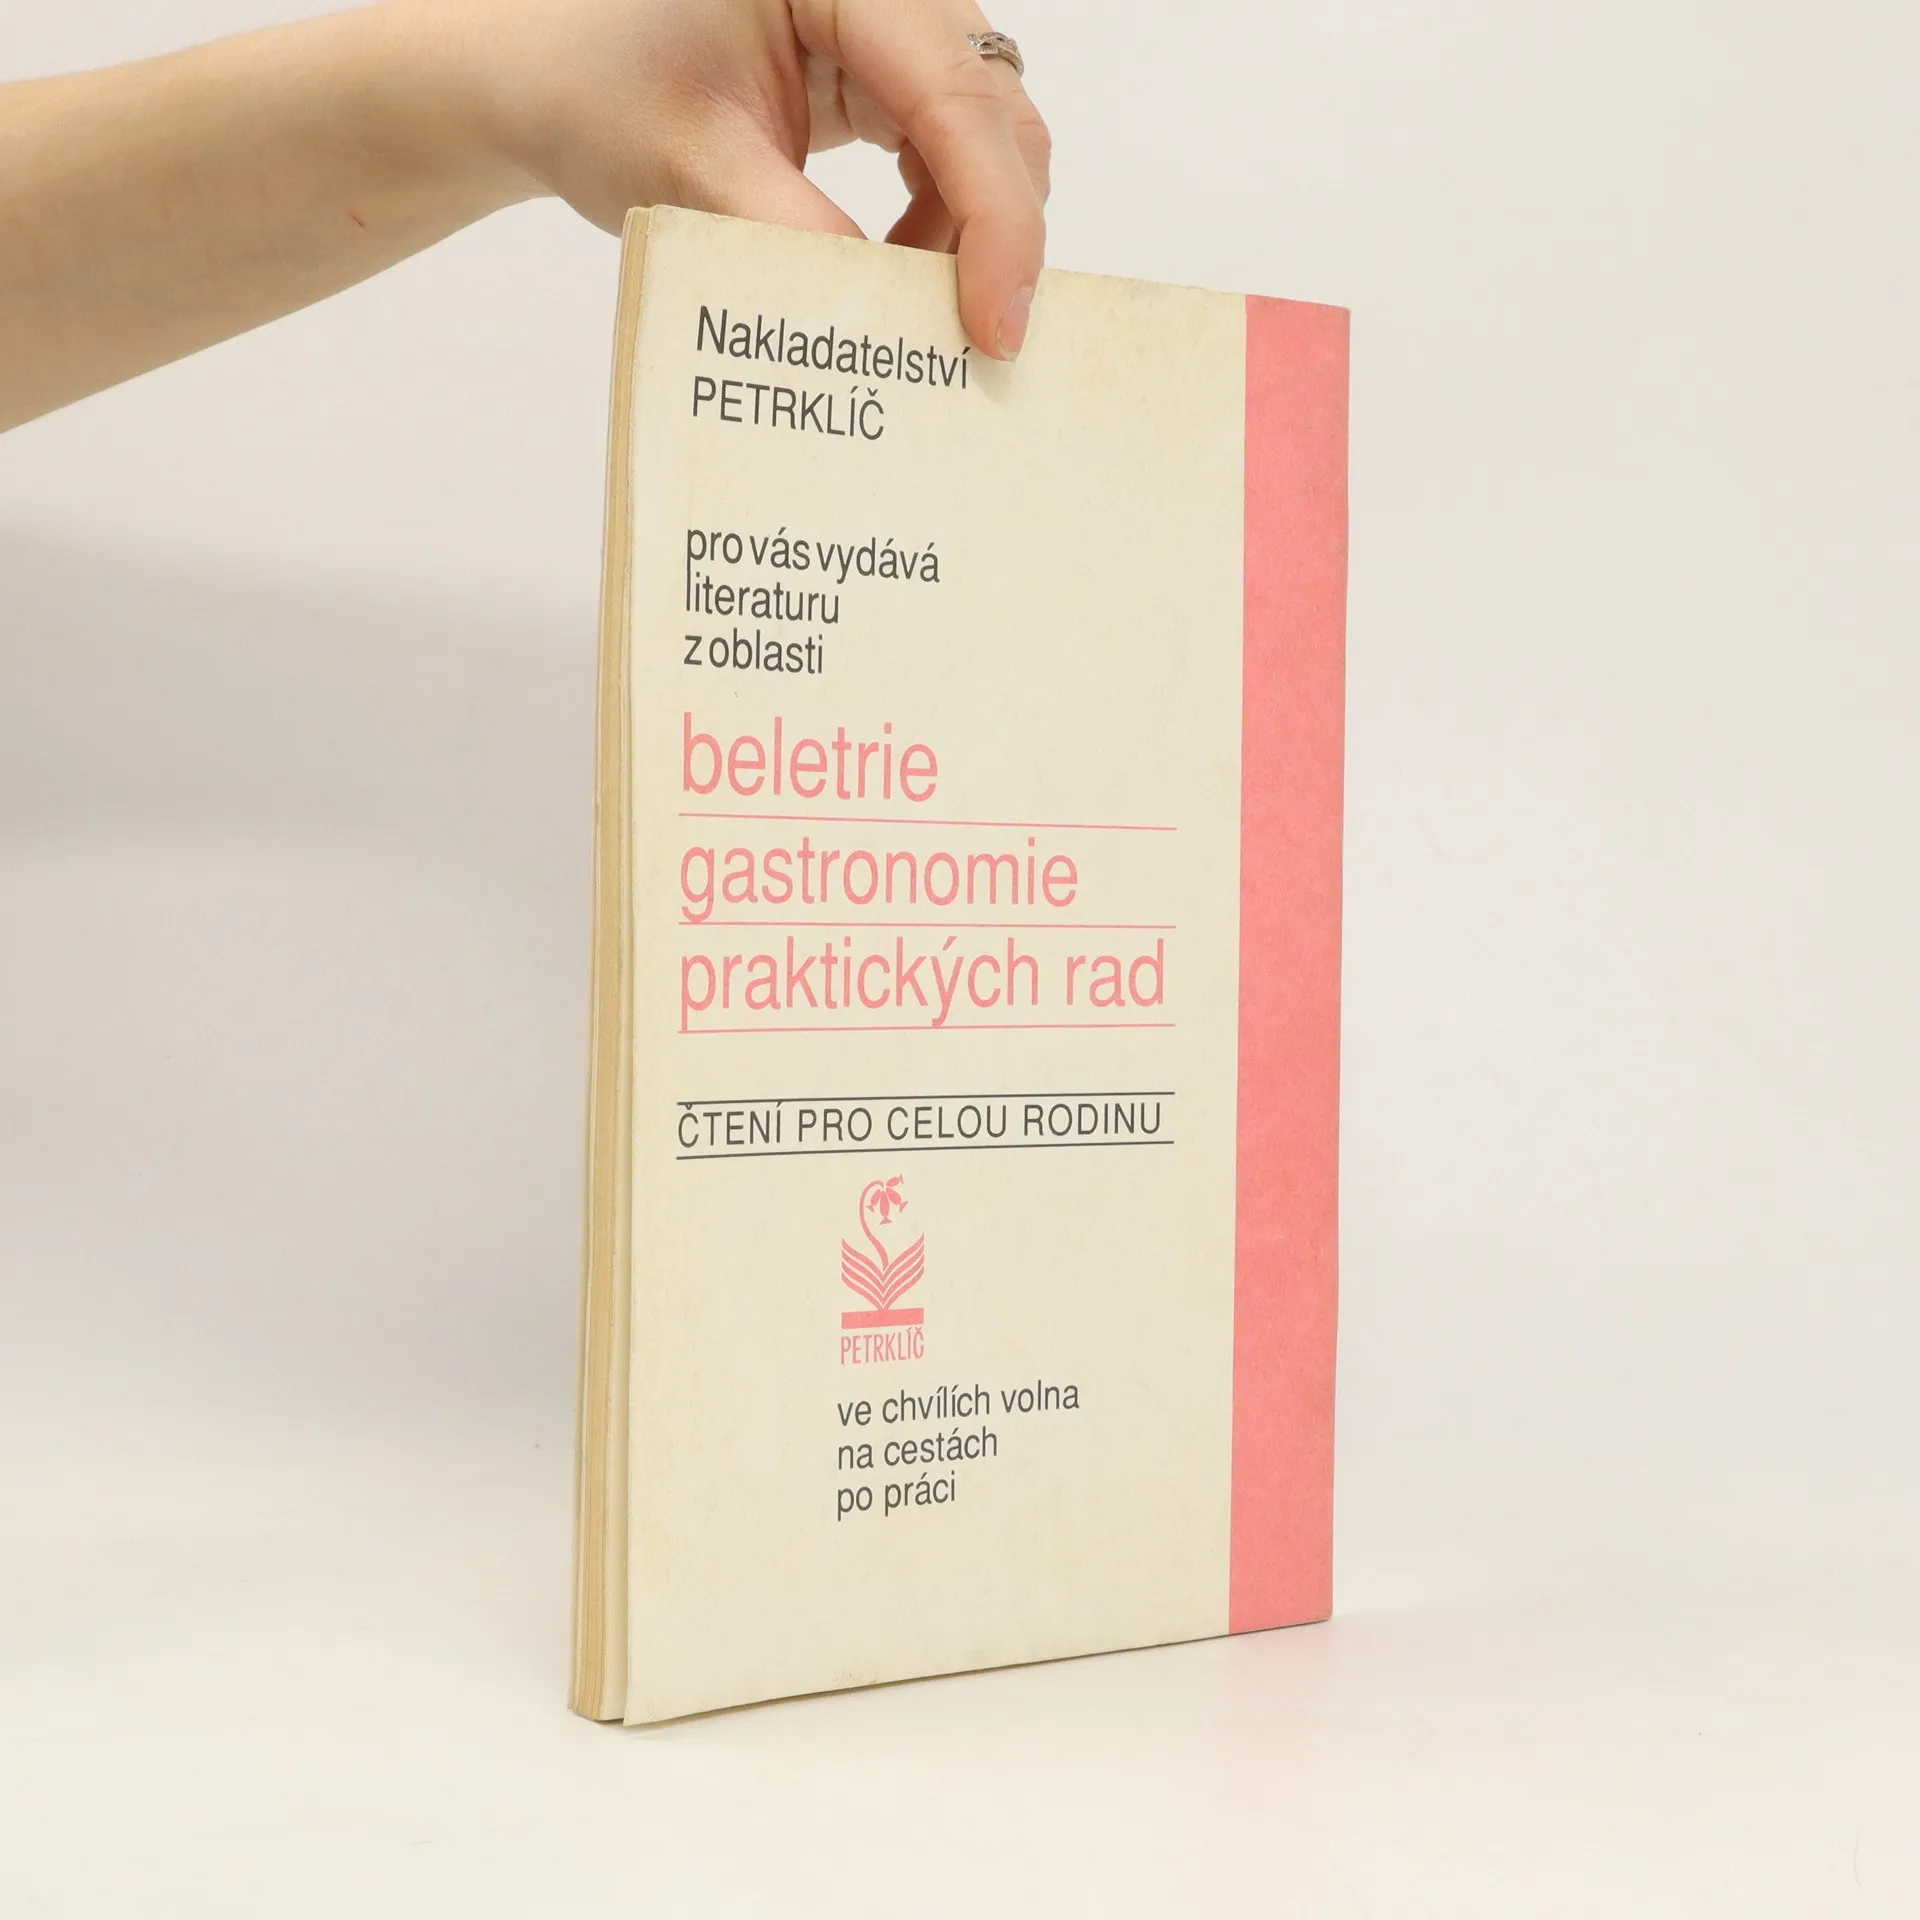 Nakladatelství
PETRKLÍČ
pro vás vydává
literaturu
z oblasti
beletrie
gastronomie
praktických rad
ČTENÍ PRO CELOU RODINU
PETRKLÍČ
ve chvílích volna
na cestách
po práci